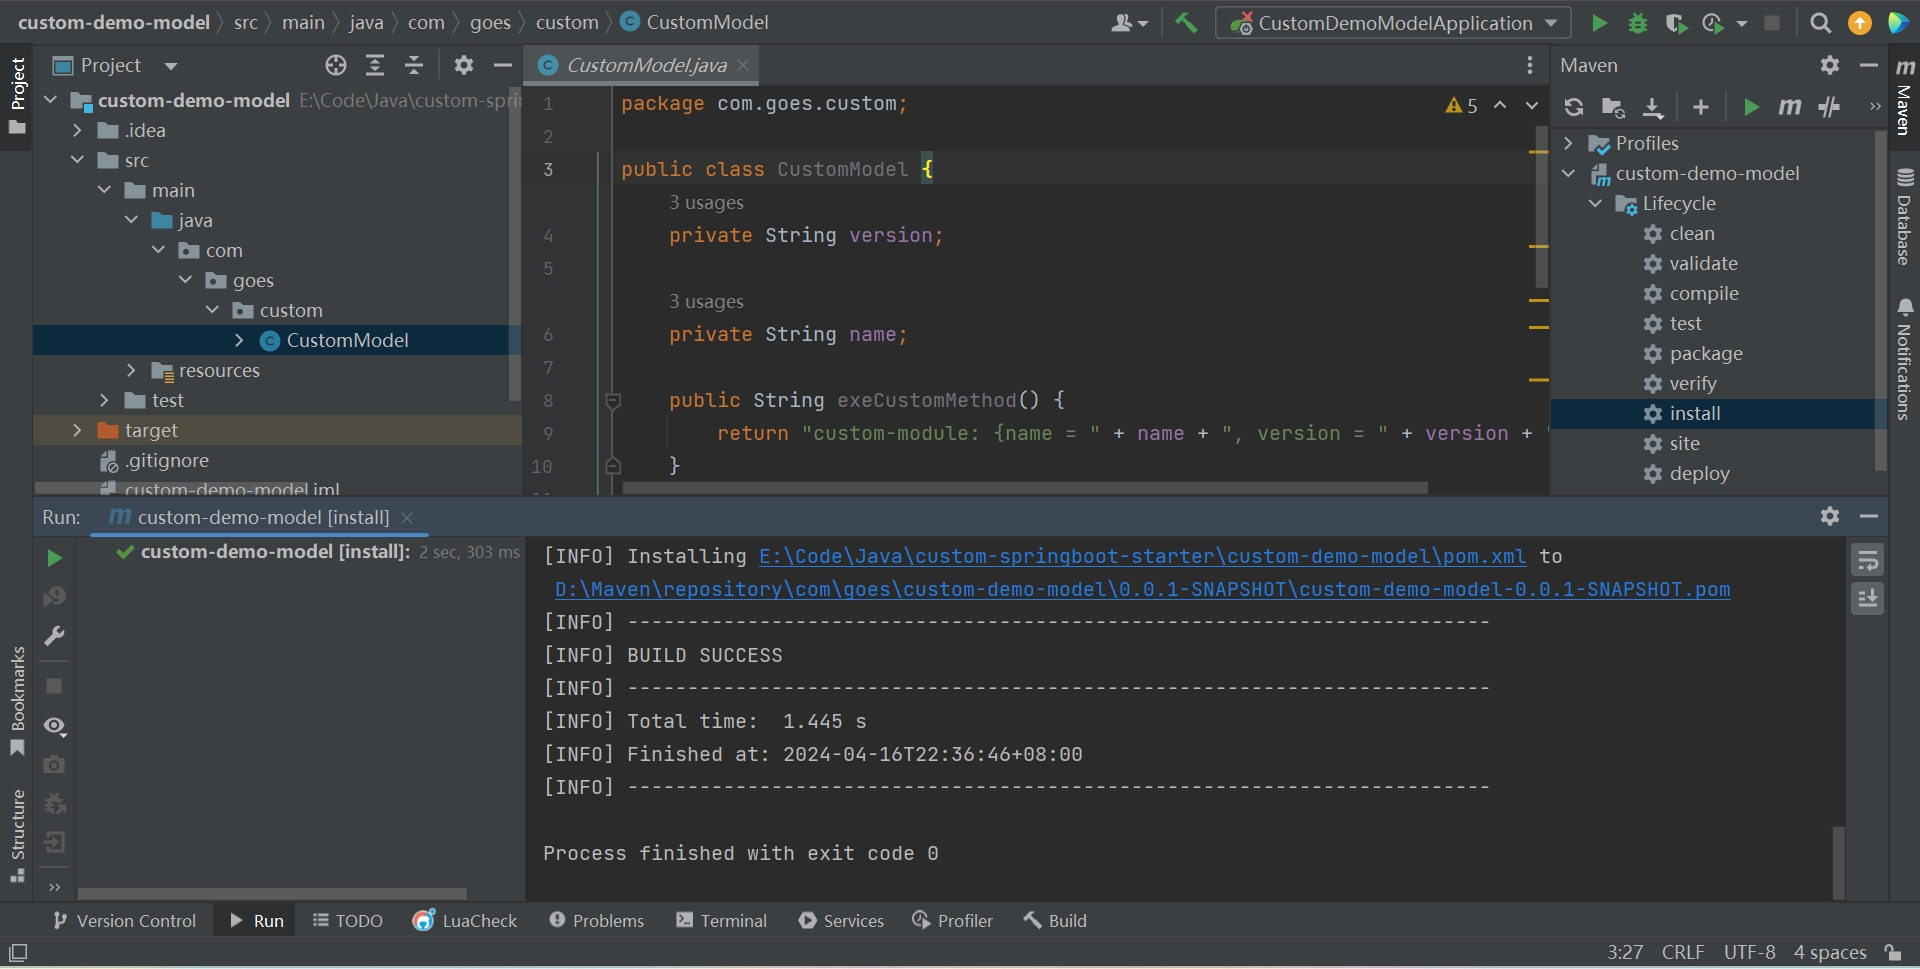 custom-demo-model src main java com goes custom CustomModel
CustomDemoModelApplication
Project
CustomModel.java
Maven
custom-demo-model E:\Code\Java\custom-spri
.idea
src
main
java
com
goes
custom
CustomModel
resources
test
target
.gitignore
custom-demo-model.iml
1 package com.goes.custom;
5
2
3 public class CustomModel {
3 usages
4 private String version;
5
3 usages
6 private String name;
7
8 public String exeCustomMethod() {
9 return "custom-module: {name = " + name + ", version = " + version + "
10 }
Profiles
custom-demo-model
Lifecycle
clean
validate
compile
test
package
verify
install
site
deploy
Project
Bookmarks
Structure
Maven
Database
Notifications
Run: custom-demo-model [install]
custom-demo-model [install]: 2 sec, 303 ms
[INFO] Installing E:\Code\Java\custom-springboot-starter\custom-demo-model\pom.xml to
D:\Maven\repository\com\goes\custom-demo-model\0.0.1-SNAPSHOT\custom-demo-model-0.0.1-SNAPSHOT.pom
[INFO] ------------------------------------------------------------------------
[INFO] BUILD SUCCESS
[INFO] ------------------------------------------------------------------------
[INFO] Total time:  1.445 s
[INFO] Finished at: 2024-04-16T22:36:46+08:00
[INFO] ------------------------------------------------------------------------
Process finished with exit code 0
Version Control Run TODO LuaCheck Problems Terminal Services Profiler Build
3:27 CRLF UTF-8 4 spaces